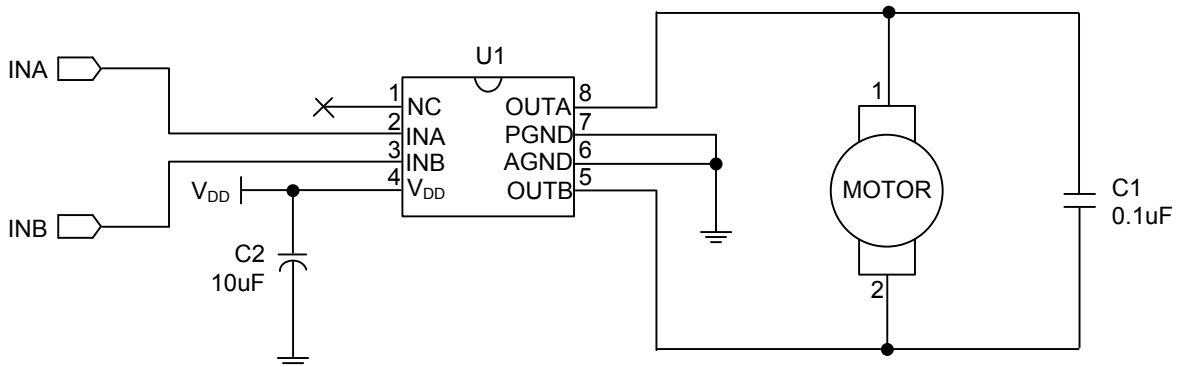 U1
INA
1
NC
OUTA
8
2
INA
PGND
7
3
INB
AGND
6
4
VDD
OUTB
5
VDD
INB
C2
10uF
1
MOTOR
2
C1
0.1uF